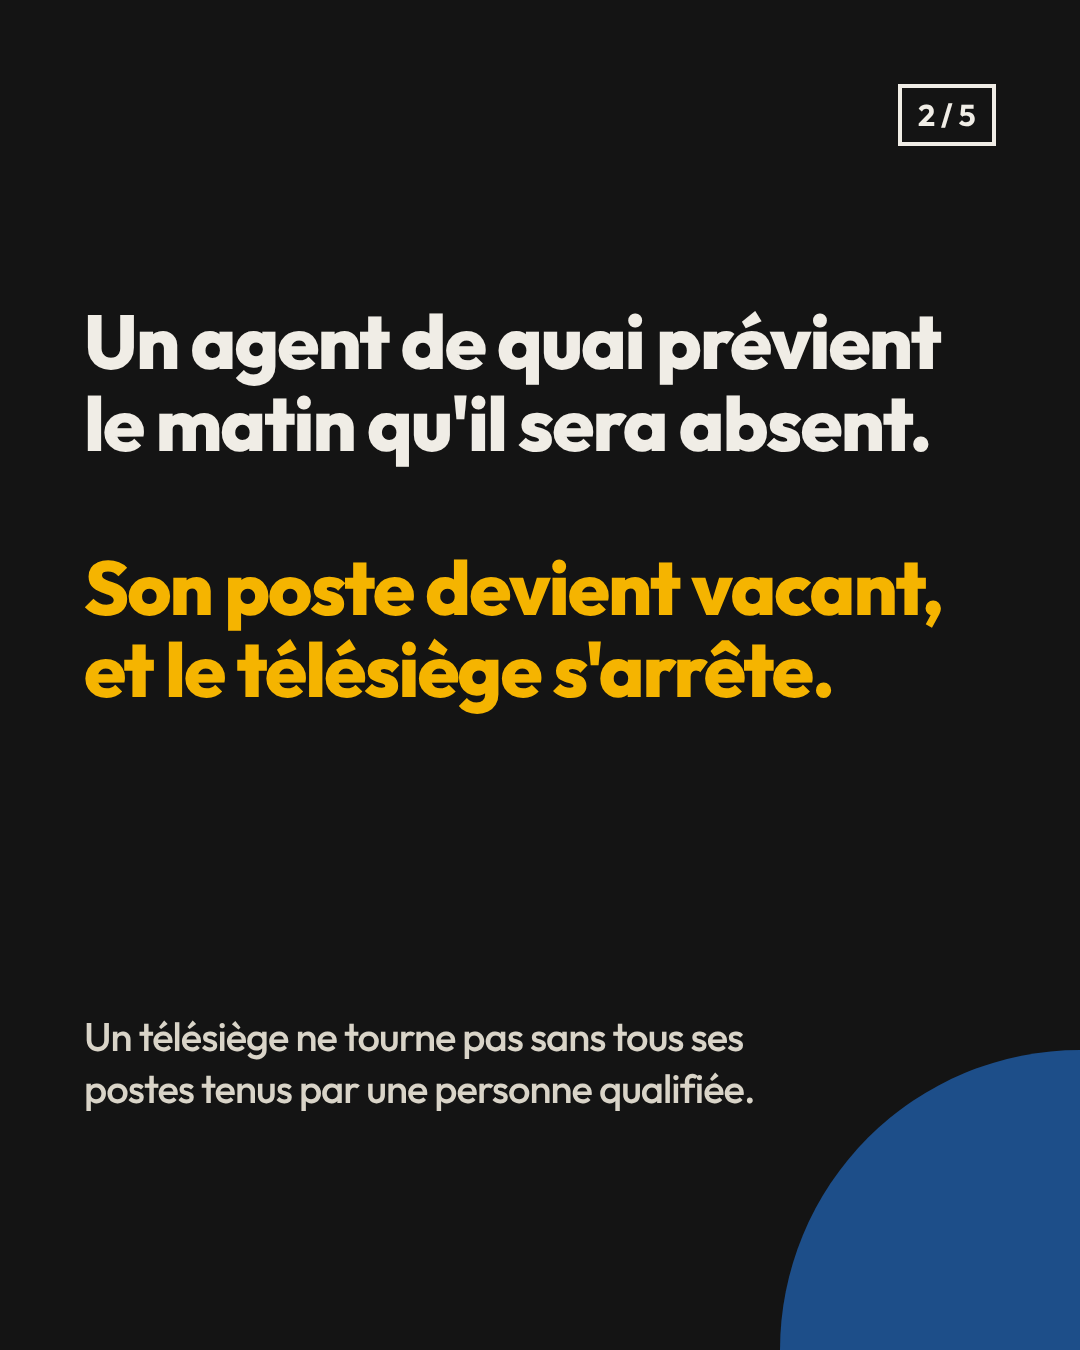 2 / 5
Un agent de quai prévient
le matin qu'il sera absent.
Son poste devient vacant,
et le télésiège s'arrête.
Un télésiège ne tourne pas sans tous ses
postes tenus par une personne qualifiée.